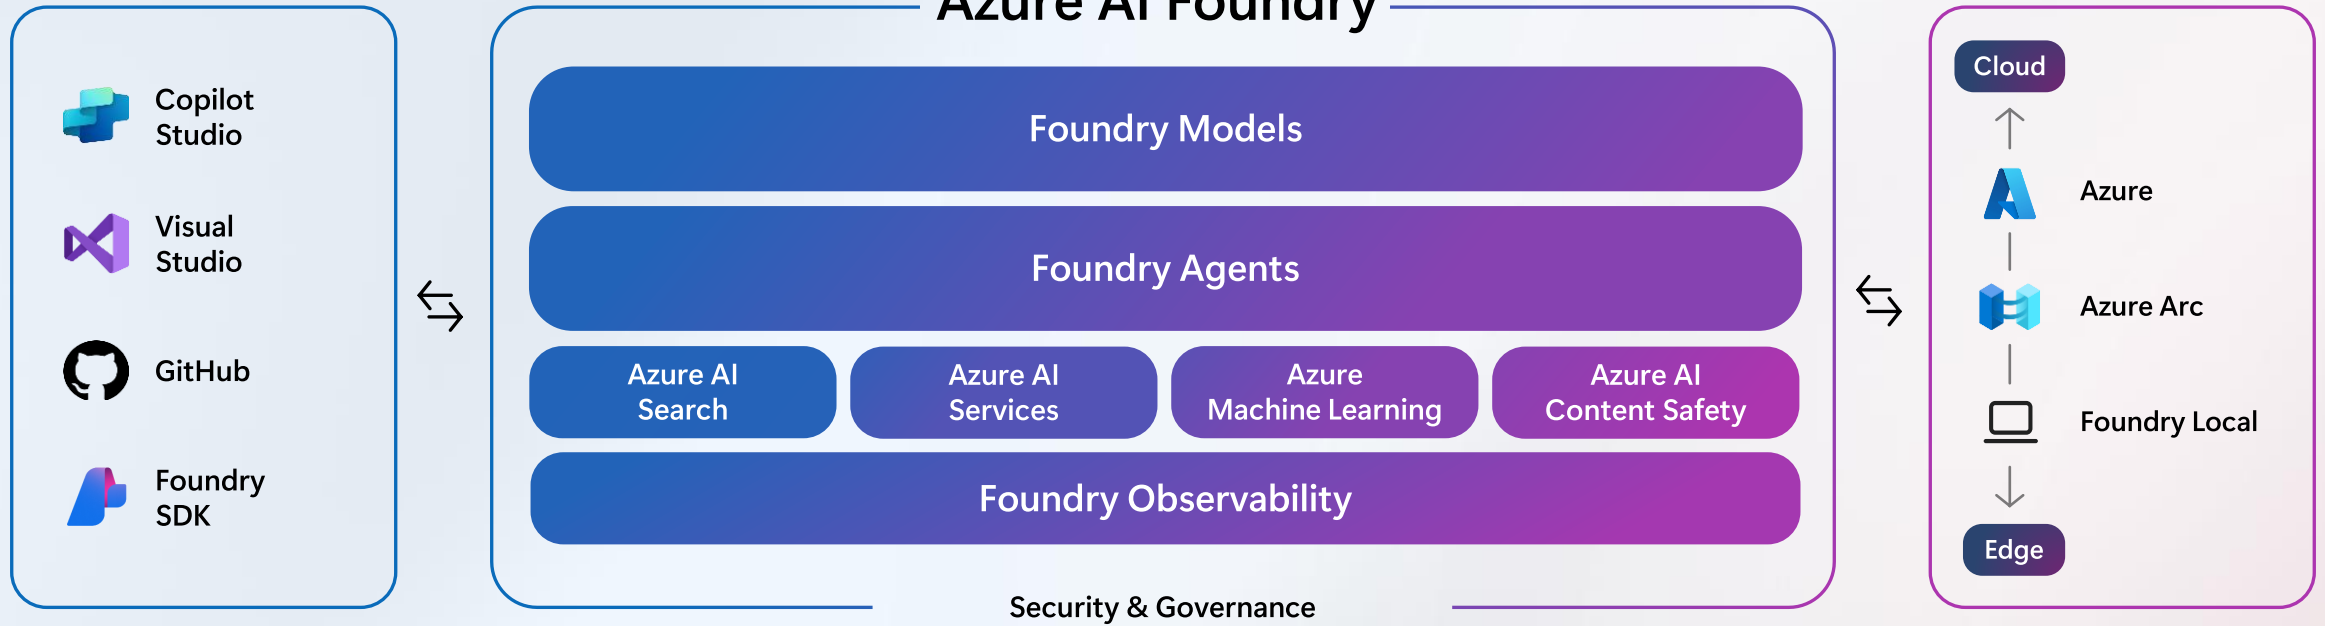 Azure AI Foundry
Copilot
Studio
Visual
Studio
GitHub
Foundry
SDK
Foundry Models
Foundry Agents
Azure AI
Search
Azure AI
Services
Azure
Machine Learning
Azure AI
Content Safety
Foundry Observability
Security & Governance
Cloud
Azure
Azure Arc
Foundry Local
Edge